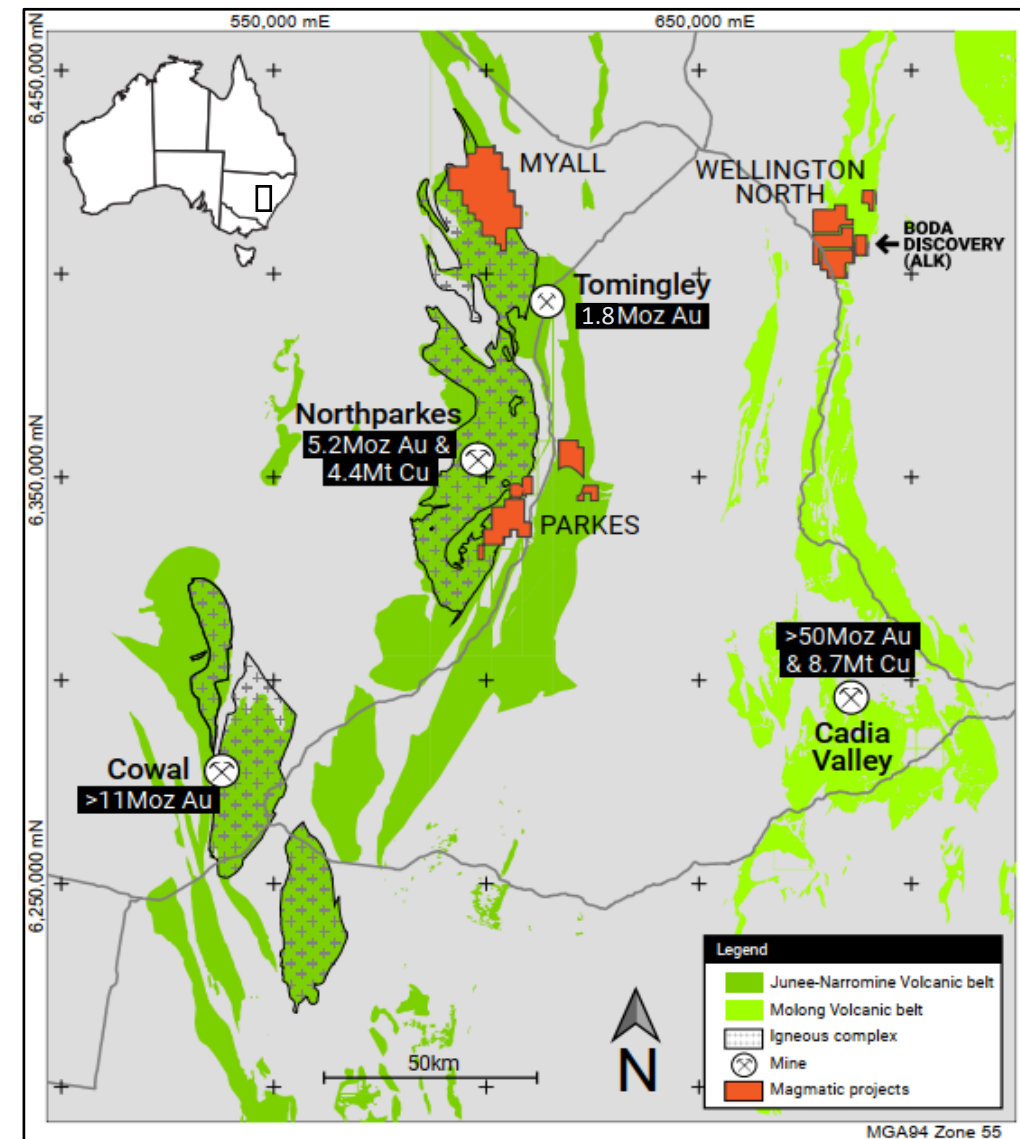 550,000 mE
650,000 mE
6,450,000 mN
MYALL
WELLINGTON
NORTH
BODA
DISCOVERY
(ALK)
Tomingley
1.8Moz Au
Northparkes
5.2Moz Au &
4.4Mt Cu
6,350,000 mN
PARKES
>50Moz Au
& 8.7Mt Cu
Cadia
Valley
Cowal
>11Moz Au
6,250,000 mN
50km
N
Legend
Junee-Narromine Volcanic belt
Molong Volcanic belt
Igneous complex
Mine
Magmatic projects
MGA94 Zone 55